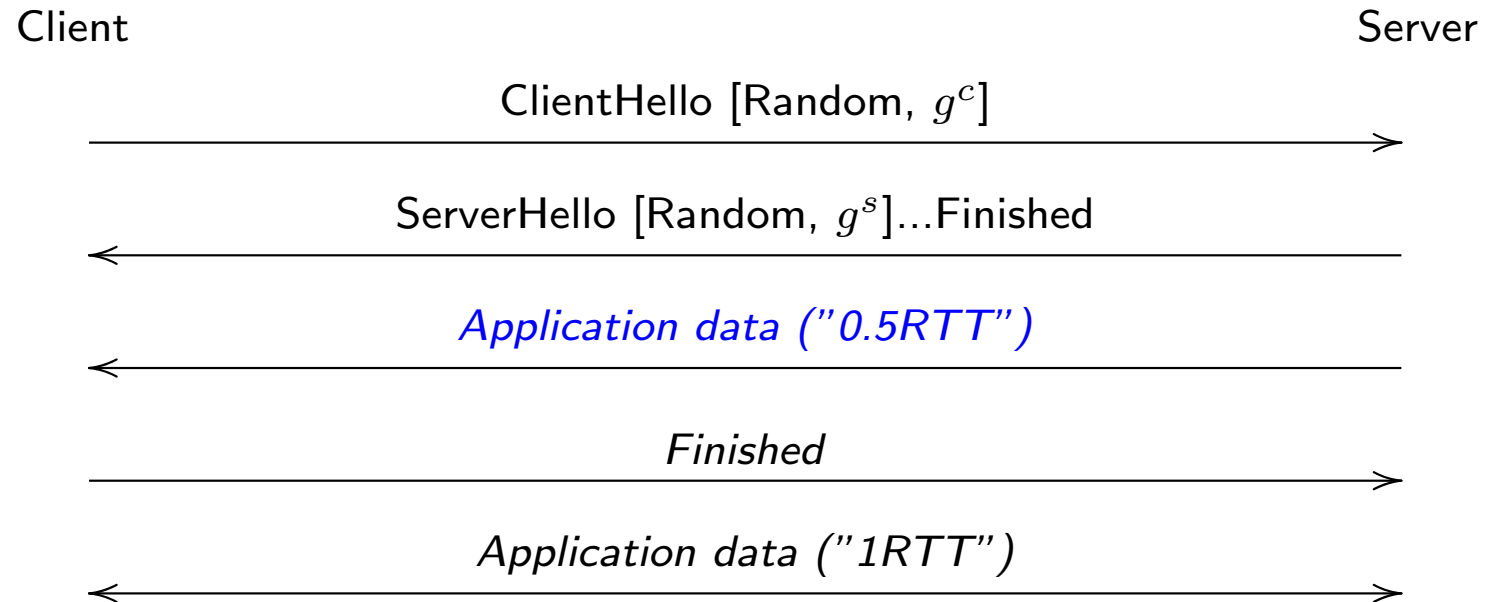 Client Server
ClientHello [Random, g^c]
ServerHello [Random, g^s]...Finished
Application data ("0.5RTT")
Finished
Application data ("1RTT")